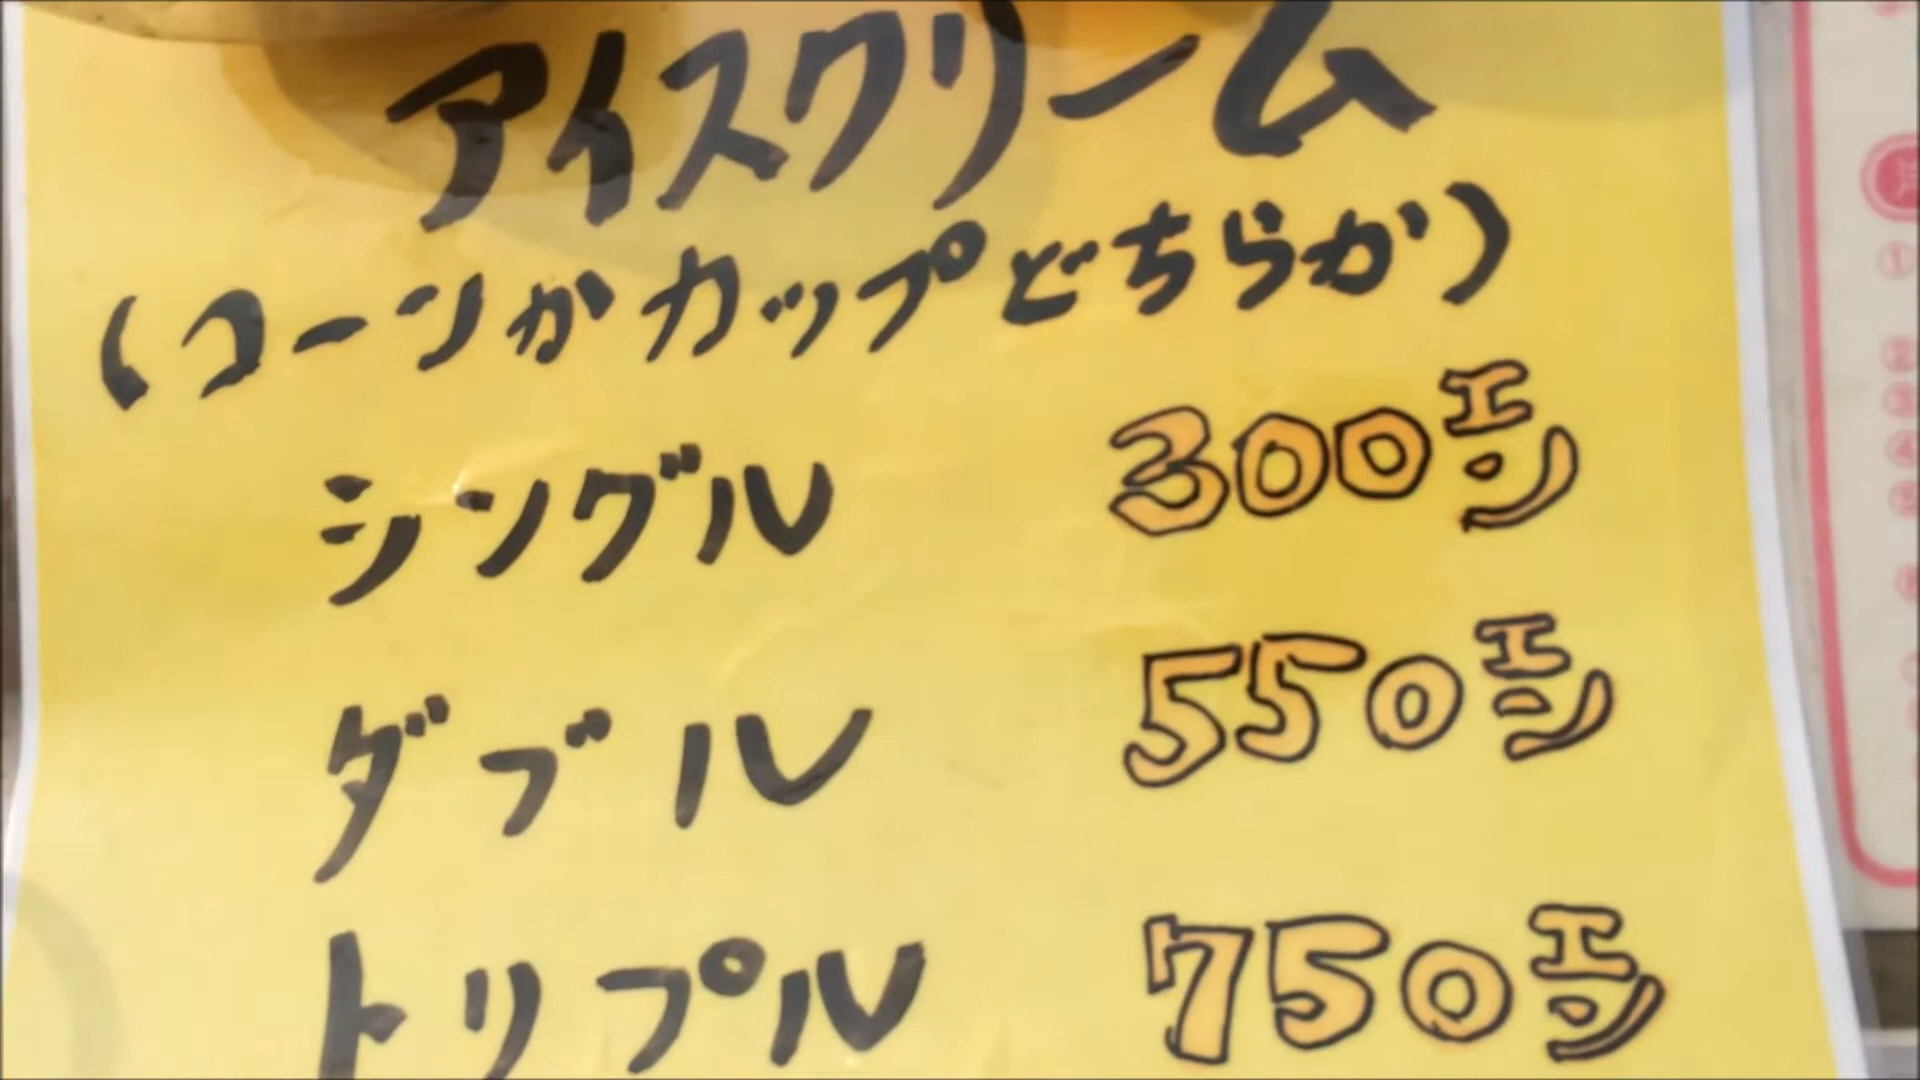 アイスクリーム
(コーンかカップどちらか)
シングル 300エン
ダブル 550エン
トリプル 750エン